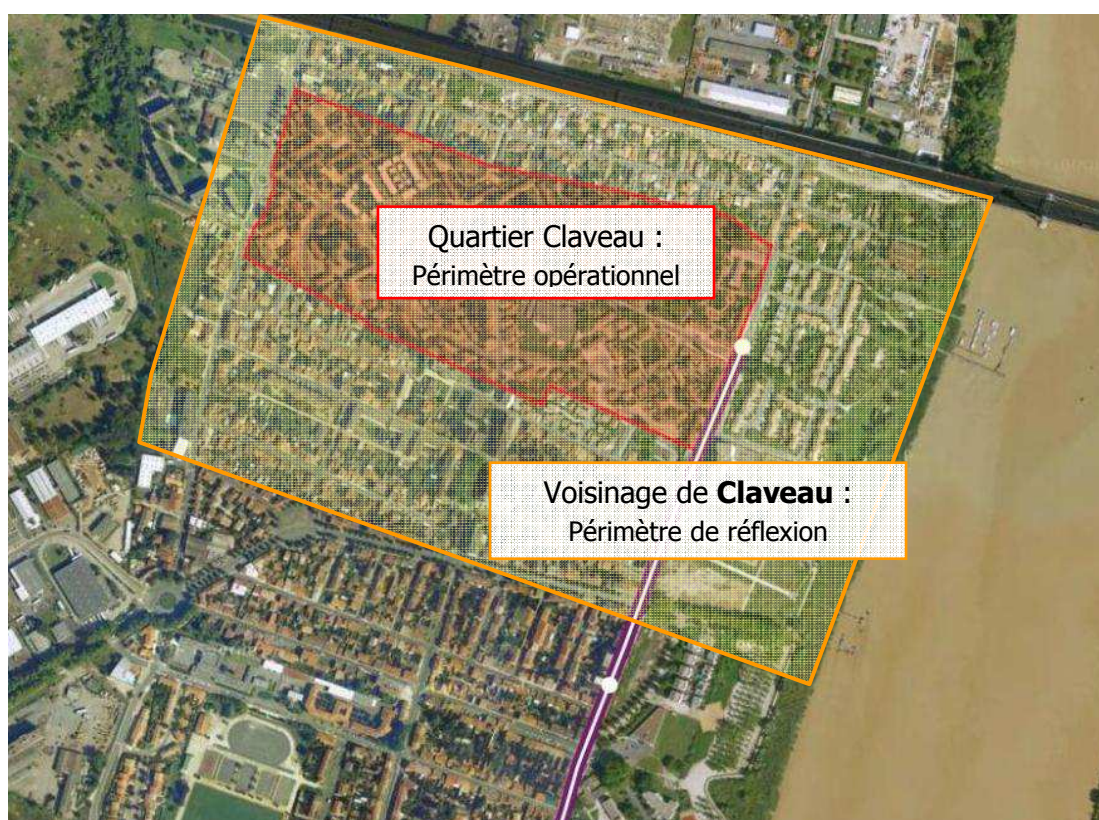 Quartier Claveau :
Périmètre opérationnel
Voisinage de Claveau :
Périmètre de réflexion